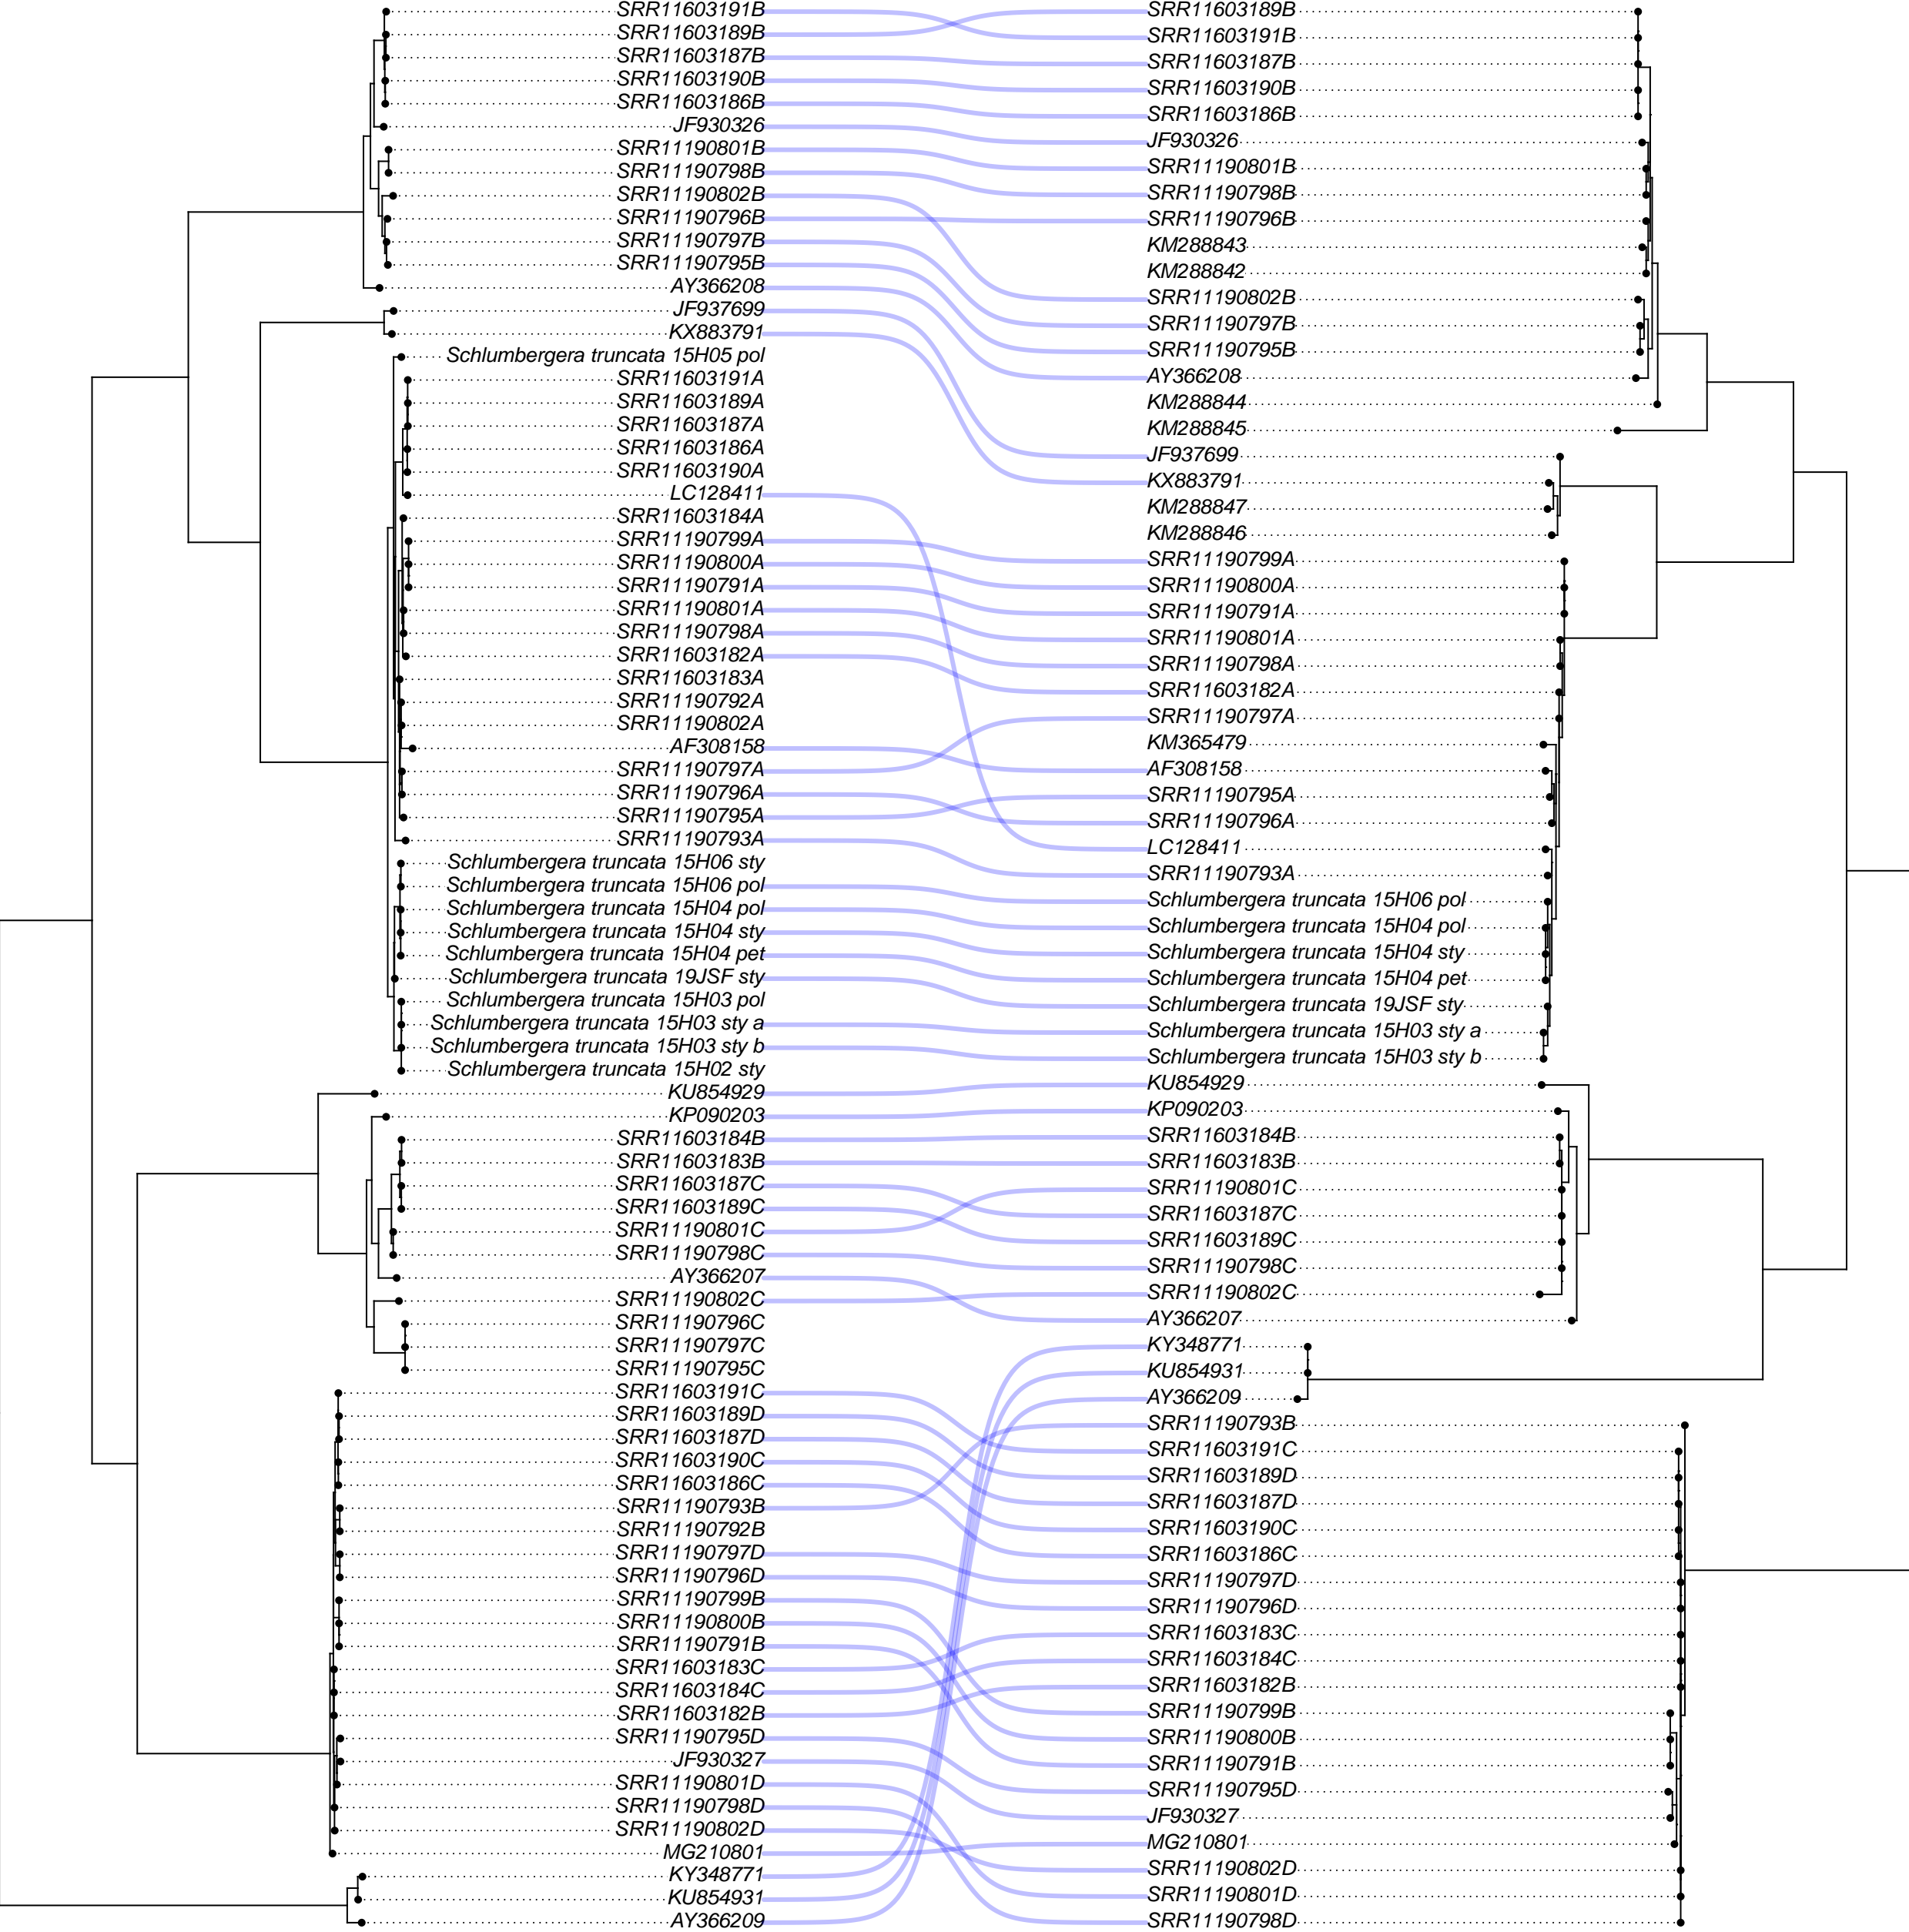 SRR11603191B
SRR11603189B
SRR11603187B
SRR11603190B
SRR11603186B
JF930326
SRR11190801B
SRR11190798B
SRR11190802B
SRR11190796B
SRR11190797B
SRR11190795B
AY366208
JF937699
KX883791
Schlumbergera truncata 15H05 pol
SRR11603191A
SRR11603189A
SRR11603187A
SRR11603186A
SRR11603190A
LC128411
SRR11603184A
SRR11190799A
SRR11190800A
SRR11190791A
SRR11190801A
SRR11190798A
SRR11603182A
SRR11603183A
SRR11190792A
SRR11190802A
AF308158
SRR11190797A
SRR11190796A
SRR11190795A
SRR11190793A
Schlumbergera truncata 15H06 sty
Schlumbergera truncata 15H06 pol
Schlumbergera truncata 15H04 pol
Schlumbergera truncata 15H04 sty
Schlumbergera truncata 15H04 pet
Schlumbergera truncata 19JSF sty
Schlumbergera truncata 15H03 pol
Schlumbergera truncata 15H03 sty a
Schlumbergera truncata 15H03 sty b
Schlumbergera truncata 15H02 sty
KU854929
KP090203
SRR11603184B
SRR11603183B
SRR11603187C
SRR11603189C
SRR11190801C
SRR11190798C
AY366207
SRR11190802C
SRR11190796C
SRR11190797C
SRR11190795C
SRR11603191C
SRR11603189D
SRR11603187D
SRR11603190C
SRR11603186C
SRR11190793B
SRR11190792B
SRR11190797D
SRR11190796D
SRR11190799B
SRR11190800B
SRR11190791B
SRR11603183C
SRR11603184C
SRR11603182B
SRR11190795D
JF930327
SRR11190801D
SRR11190798D
SRR11190802D
MG210801
KY348771
KU854931
AY366209
SRR11603189B
SRR11603191B
SRR11603187B
SRR11603190B
SRR11603186B
JF930326
SRR11190801B
SRR11190798B
SRR11190796B
KM288843
KM288842
SRR11190802B
SRR11190797B
SRR11190795B
AY366208
KM288844
KM288845
JF937699
KX883791
KM288847
KM288846
SRR11190799A
SRR11190800A
SRR11190791A
SRR11190801A
SRR11190798A
SRR11603182A
SRR11190797A
KM365479
AF308158
SRR11190795A
SRR11190796A
LC128411
SRR11190793A
Schlumbergera truncata 15H06 pol
Schlumbergera truncata 15H04 pol
Schlumbergera truncata 15H04 sty
Schlumbergera truncata 15H04 pet
Schlumbergera truncata 19JSF sty
Schlumbergera truncata 15H03 sty a
Schlumbergera truncata 15H03 sty b
KU854929
KP090203
SRR11603184B
SRR11603183B
SRR11190801C
SRR11603187C
SRR11603189C
SRR11190798C
SRR11190802C
AY366207
KY348771
KU854931
AY366209
SRR11190793B
SRR11603191C
SRR11603189D
SRR11603187D
SRR11603190C
SRR11603186C
SRR11190797D
SRR11190796D
SRR11603183C
SRR11603184C
SRR11603182B
SRR11190799B
SRR11190800B
SRR11190791B
SRR11190795D
JF930327
MG210801
SRR11190802D
SRR11190801D
SRR11190798D